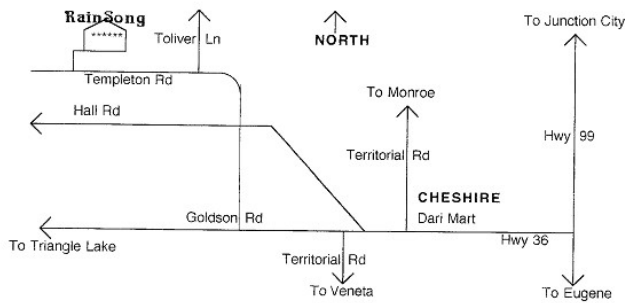 RainSong
******
Toliver Ln
NORTH
To Junction City
Templeton Rd
To Monroe
Hall Rd
Hwy 99
Territorial Rd
CHESHIRE
Dari Mart
Goldson Rd
Hwy 36
To Triangle Lake
Territorial Rd
To Veneta
To Eugene